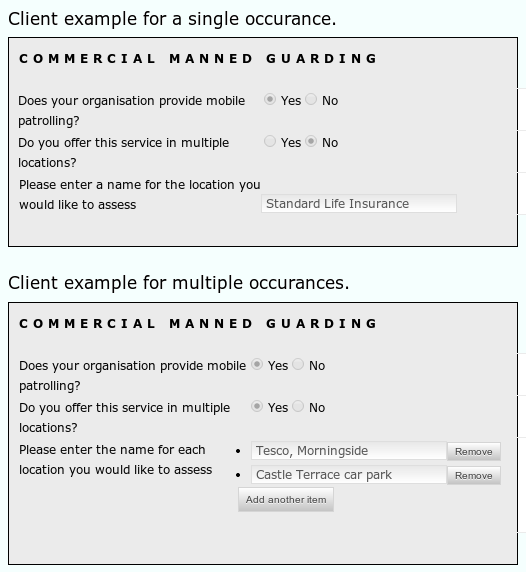 Client example for a single occurance.
COMMERCIAL MANNED GUARDING
Does your organisation provide mobile Yes No
patrolling?
Do you offer this service in multiple Yes No
locations?
Please enter a name for the location you
would like to assess Standard Life Insurance
Client example for multiple occurances.
COMMERCIAL MANNED GUARDING
Does your organisation provide mobile Yes No
patrolling?
Do you offer this service in multiple Yes No
locations?
Please enter the name for each • Tesco, Morningside Remove
location you would like to assess • Castle Terrace car park Remove
Add another item